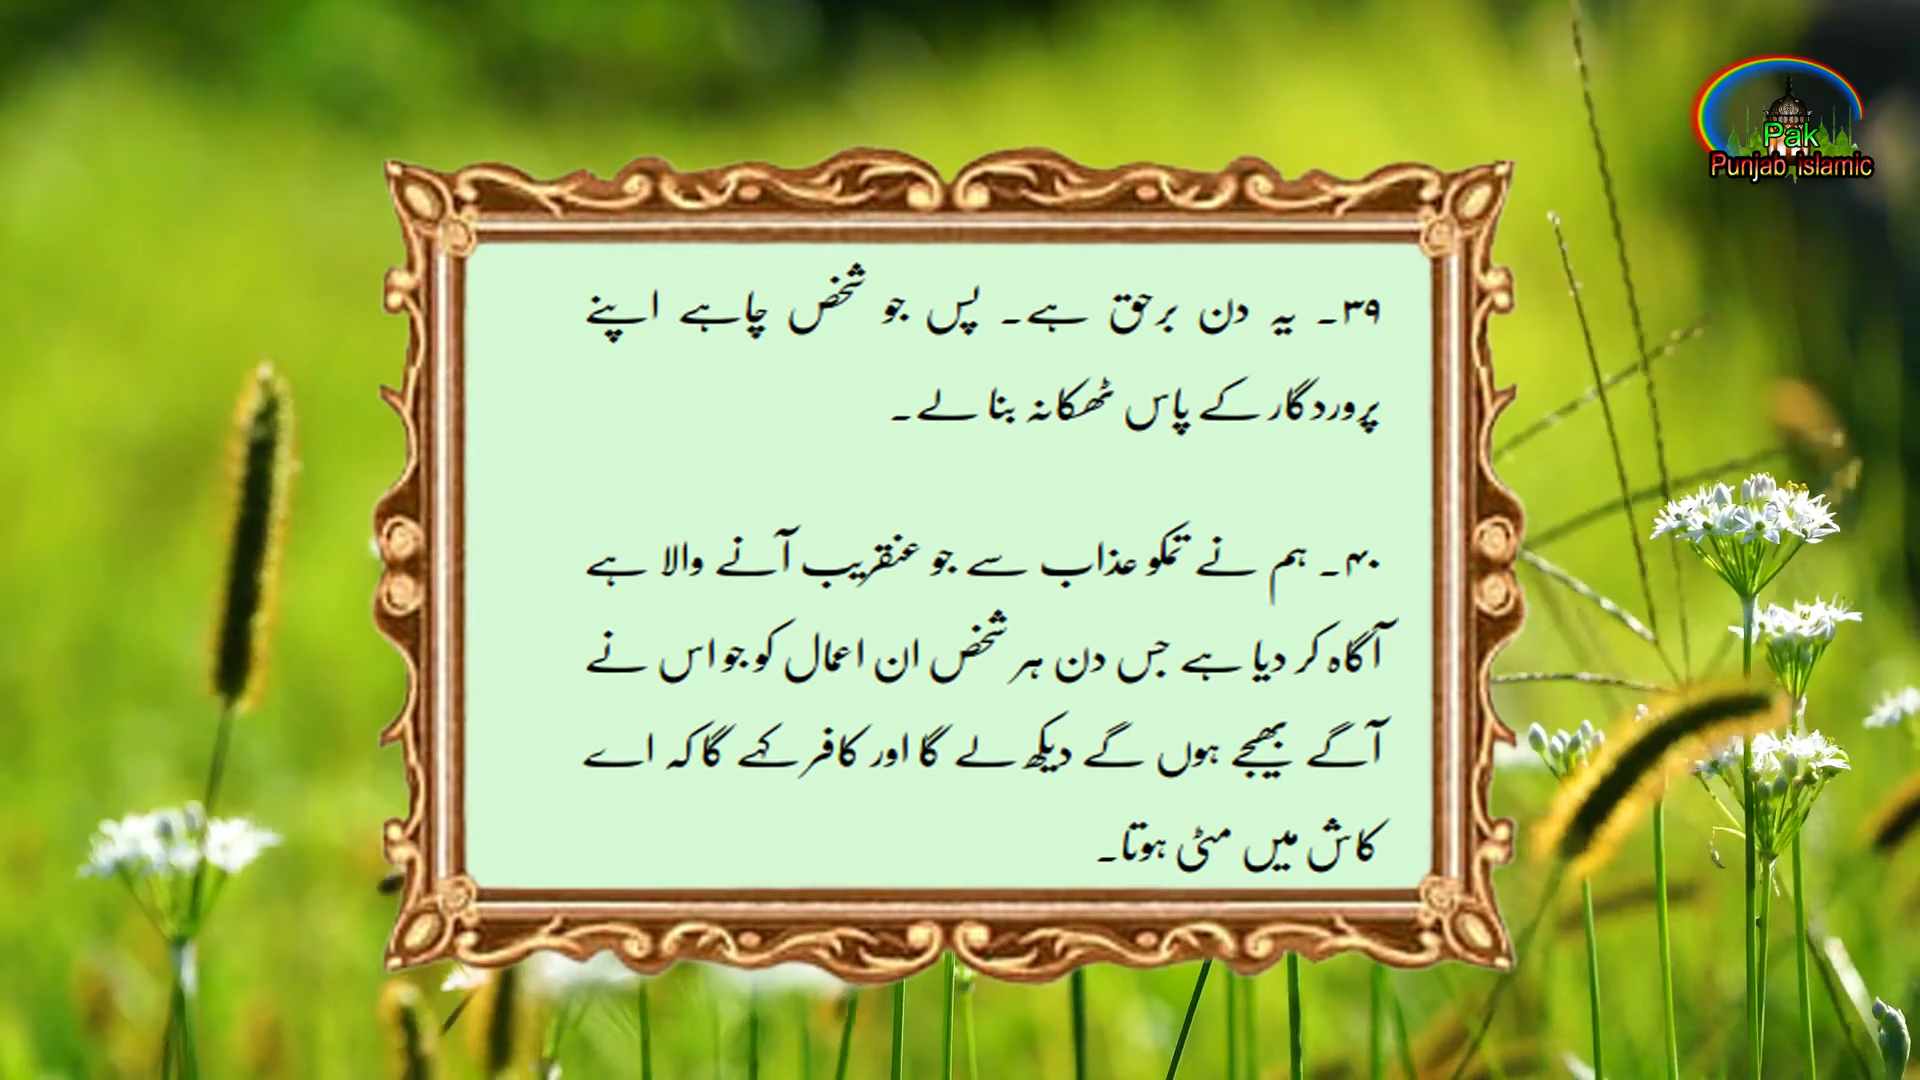 Pak
Punjab islamic
۳۹۔ یہ دن برحق ہے۔ پس جو شخص چاہے اپنے
پروردگار کے پاس ٹھکانہ بنا لے۔
۴۰۔ ہم نے تمکو عذاب سے جو عنقریب آنے والا ہے
آگاہ کر دیا ہے جس دن ہر شخص ان اعمال کو جو اس نے
آگے بھیجے ہوں گے دیکھ لے گا اور کافر کہے گا کہ اے
کاش میں مٹی ہوتا۔